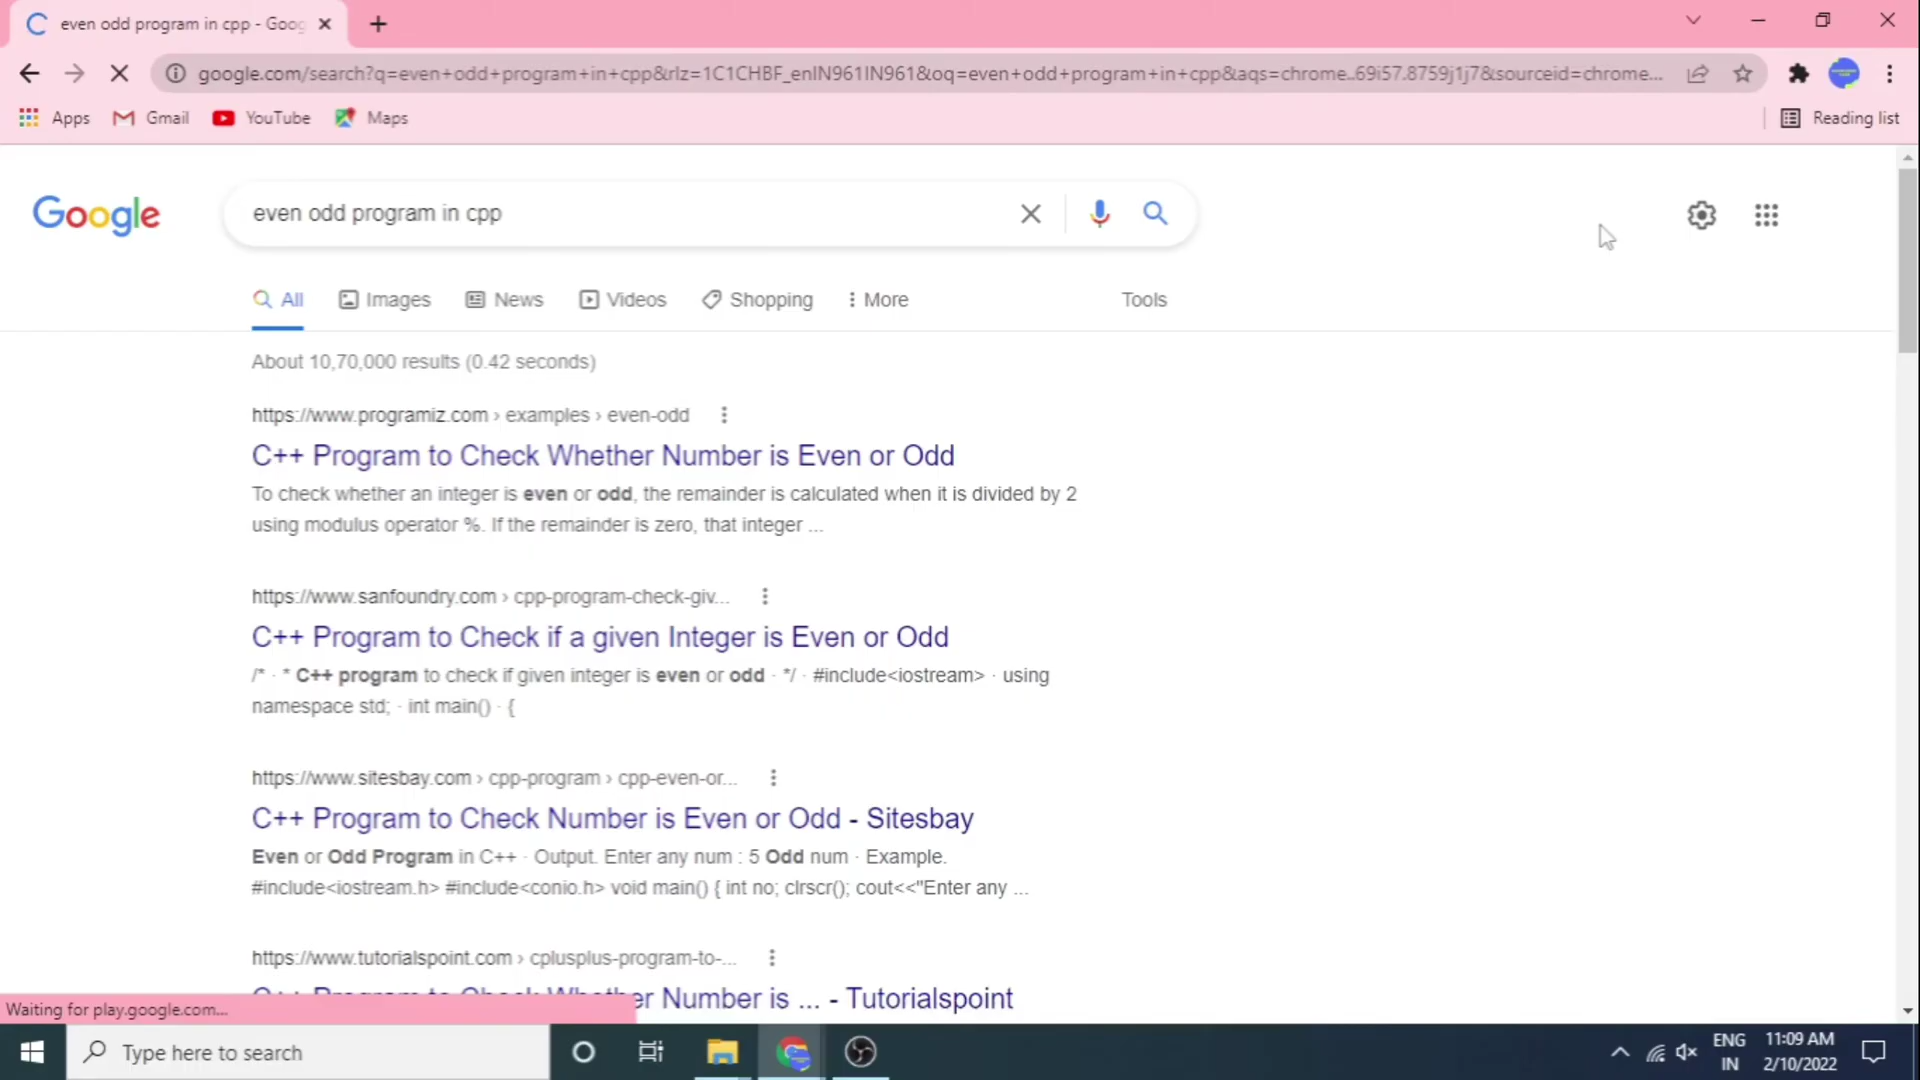 even odd program in cpp - Goog
google.com/search?q=even+odd+program+in+cpp&rlz=1C1CHBF_enIN961IN961&oq=even+odd+program+in+cpp&aqs=chrome..69i57.8759j1j7&sourceid=chrome...
Apps Gmail YouTube Maps Reading list
Google even odd program in cpp
All Images News Videos Shopping More Tools
About 10,70,000 results (0.42 seconds)
https://www.programiz.com › examples › even-odd
C++ Program to Check Whether Number is Even or Odd
To check whether an integer is even or odd, the remainder is calculated when it is divided by 2
using modulus operator %. If the remainder is zero, that integer ...
https://www.sanfoundry.com › cpp-program-check-giv...
C++ Program to Check if a given Integer is Even or Odd
/* · * C++ program to check if given integer is even or odd · */ · #include<iostream> · using
namespace std; · int main() · {
https://www.sitesbay.com › cpp-program › cpp-even-or...
C++ Program to Check Number is Even or Odd - Sitesbay
Even or Odd Program in C++ · Output. Enter any num : 5 Odd num · Example.
#include<iostream.h> #include<conio.h> void main() { int no; clrscr(); cout<<"Enter any ...
https://www.tutorialspoint.com › cplusplus-program-to-...
C++ Program to Check Whether Number is ... - Tutorialspoint
Waiting for play.google.com...
Type here to search
ENG 11:09 AM
IN 2/10/2022